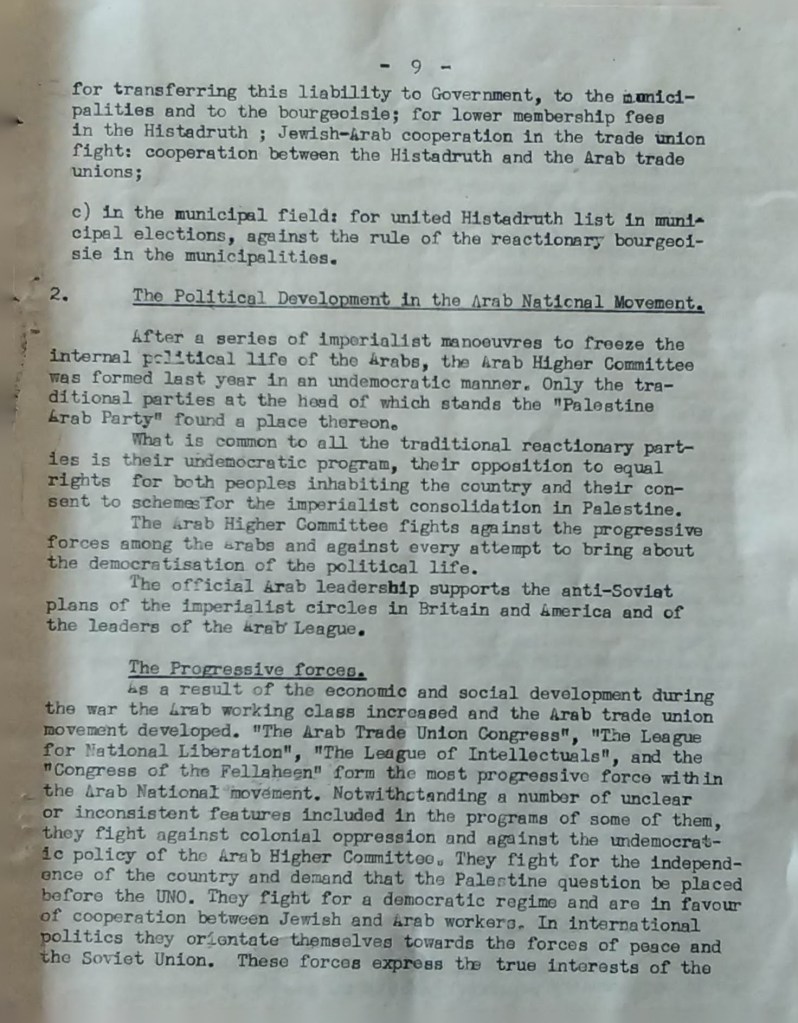 - 9 -
for transferring this liability to Government, to the munici-
palities and to the bourgeoisie; for lower membership fees
in the Histadruth ; Jewish-Arab cooperation in the trade union
fight: cooperation between the Histadruth and the Arab trade
unions;
c) in the municipal field: for united Histadruth list in muni-
cipal elections, against the rule of the reactionary bourgeoi-
sie in the municipalities.
2. The Political Development in the Arab National Movement.
After a series of imperialist manoeuvres to freeze the
internal political life of the Arabs, the Arab Higher Committee
was formed last year in an undemocratic manner. Only the tra-
ditional parties at the head of which stands the "Palestine
Arab Party" found a place thereon.
What is common to all the traditional reactionary part-
ies is their undemocratic program, their opposition to equal
rights for both peoples inhabiting the country and their con-
sent to schemes for the imperialist consolidation in Palestine.
The Arab Higher Committee fights against the progressive
forces among the Arabs and against every attempt to bring about
the democratisation of the political life.
The official Arab leadership supports the anti-Soviet
plans of the imperialist circles in Britain and America and of
the leaders of the Arab League.
The Progressive forces.
As a result of the economic and social development during
the war the Arab working class increased and the Arab trade union
movement developed. "The Arab Trade Union Congress", "The League
for National Liberation", "The League of Intellectuals", and the
"Congress of the Fellaheen" form the most progressive force within
the Arab National movement. Notwithstanding a number of unclear
or inconsistent features included in the programs of some of them,
they fight against colonial oppression and against the undemocrat-
ic policy of the Arab Higher Committee. They fight for the independ-
ence of the country and demand that the Palestine question be placed
before the UNO. They fight for a democratic regime and are in favour
of cooperation between Jewish and Arab workers. In international
politics they orientate themselves towards the forces of peace and
the Soviet Union. These forces express the true interests of the